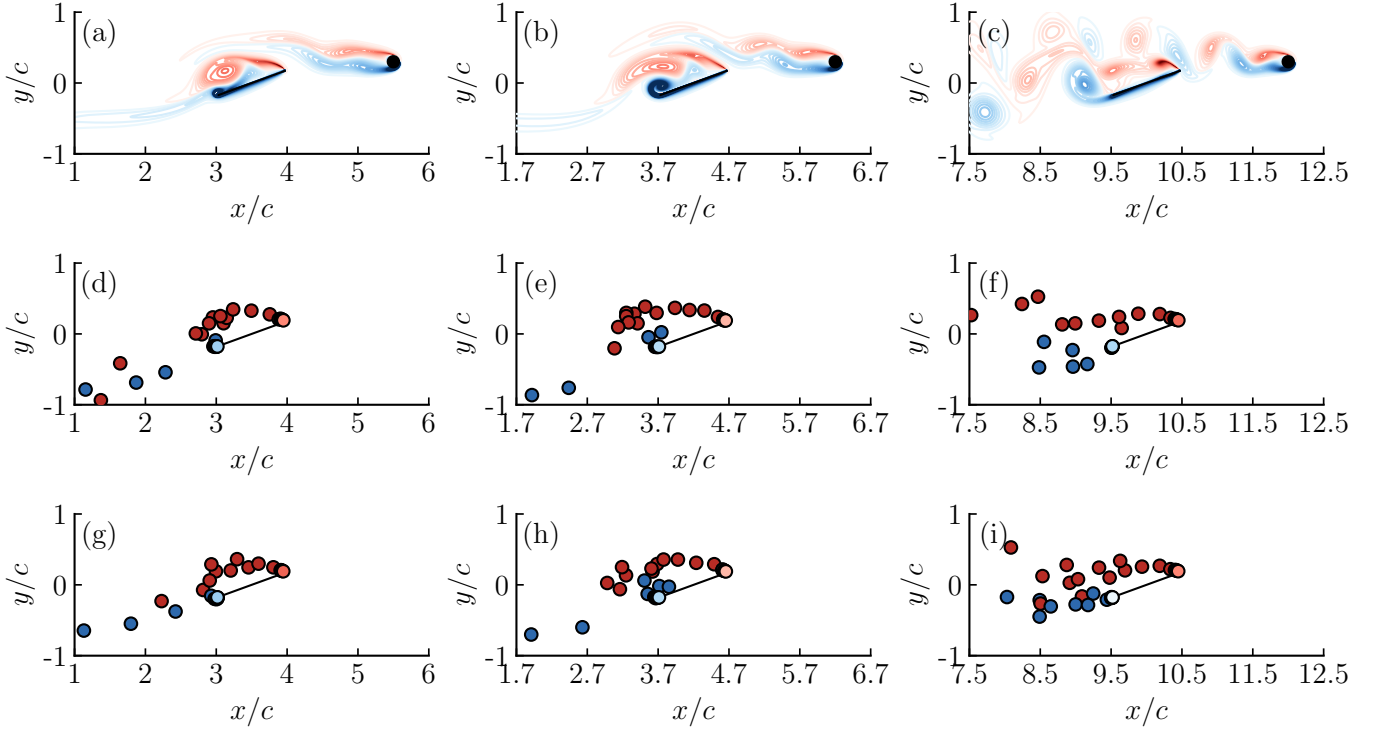 1 (a) 1 (b) 1 (c)
y/c 0 y/c 0 y/c 0
-1 -1 -1
1 2 3 4 5 6 1.7 2.7 3.7 4.7 5.7 6.7 7.5 8.5 9.5 10.5 11.5 12.5
x/c x/c x/c
1 (d) 1 (e) 1 (f)
y/c 0 y/c 0 y/c 0
-1 -1 -1
1 2 3 4 5 6 1.7 2.7 3.7 4.7 5.7 6.7 7.5 8.5 9.5 10.5 11.5 12.5
x/c x/c x/c
1 (g) 1 (h) 1 (i)
y/c 0 y/c 0 y/c 0
-1 -1 -1
1 2 3 4 5 6 1.7 2.7 3.7 4.7 5.7 6.7 7.5 8.5 9.5 10.5 11.5 12.5
x/c x/c x/c